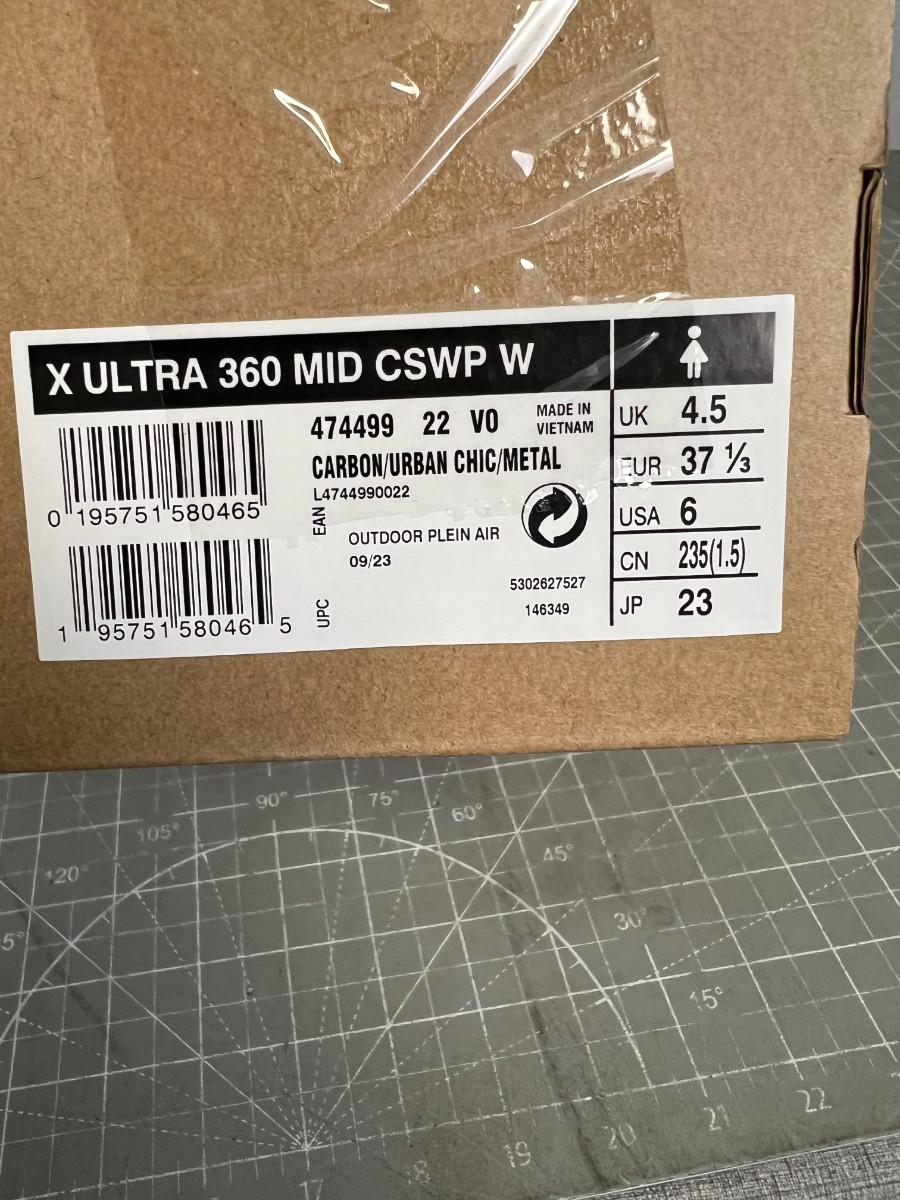 X ULTRA 360 MID CSWP W
474499 22 V0
MADE IN
VIETNAM
CARBON/URBAN CHIC/METAL
L4744990022
0 195751 580465
EAN
OUTDOOR PLEIN AIR
09/23
5302627527
146349
1 95751 58046 5
UPC
UK 4.5
EUR 37 ⅓
USA 6
CN 235(1.5)
JP 23
90° 75° 60°
105° 45°
120° 30°
15°
17 18 19 20 21 22